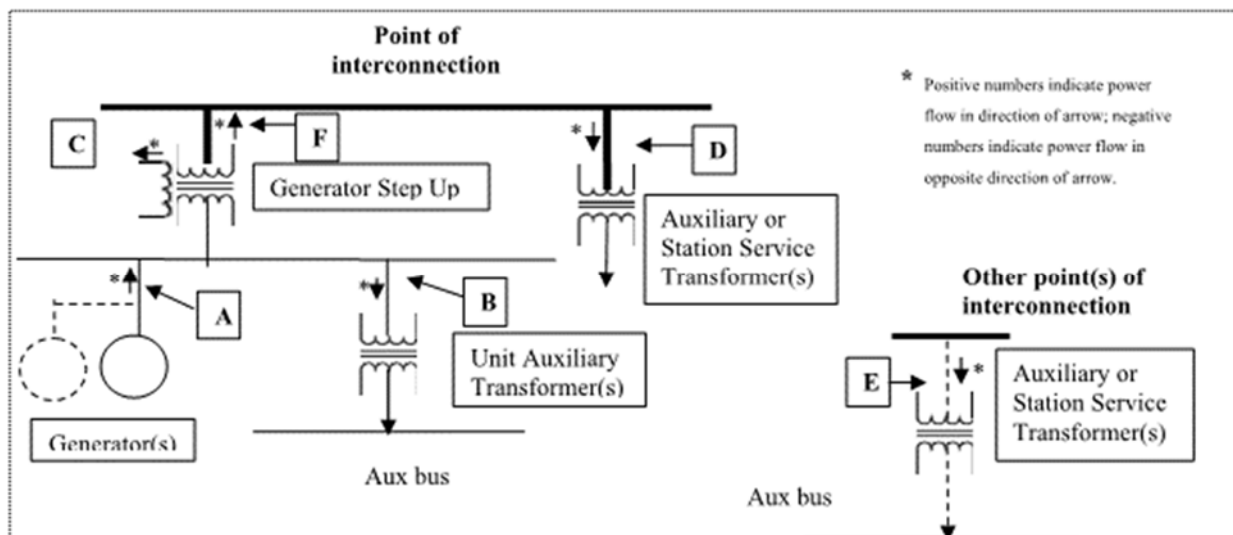 Point of
interconnection
* Positive numbers indicate power
flow in direction of arrow; negative
numbers indicate power flow in
opposite direction of arrow.
*
F
C
*
*
D
Generator Step Up
Auxiliary or
Station Service
Transformer(s)
*
A
*
B
Unit Auxiliary
Transformer(s)
Generator(s)
Aux bus
Other point(s) of
interconnection
E
*
Auxiliary or
Station Service
Transformer(s)
Aux bus